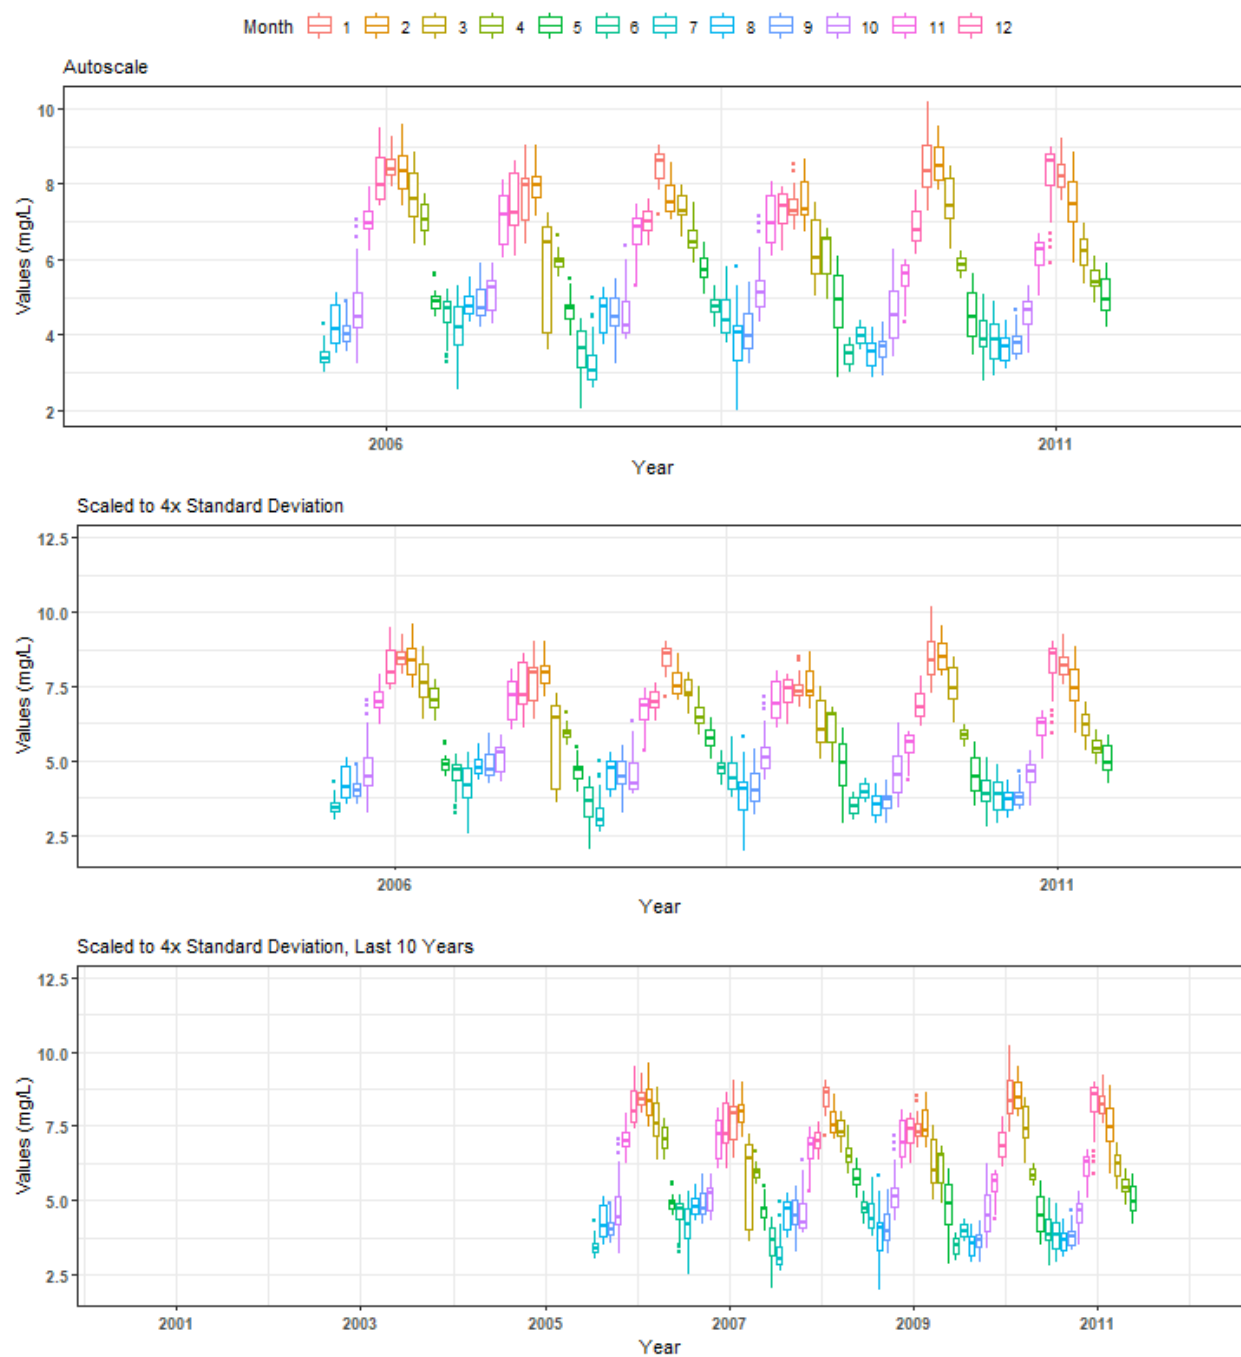 Month 1 2 3 4 5 6 7 8 9 10 11 12
Autoscale
10
8
6
4
2
Values (mg/L)
2006 2011
Year
Scaled to 4x Standard Deviation
12.5
10.0
7.5
5.0
2.5
Values (mg/L)
2006 2011
Year
Scaled to 4x Standard Deviation, Last 10 Years
12.5
10.0
7.5
5.0
2.5
Values (mg/L)
2001 2003 2005 2007 2009 2011
Year